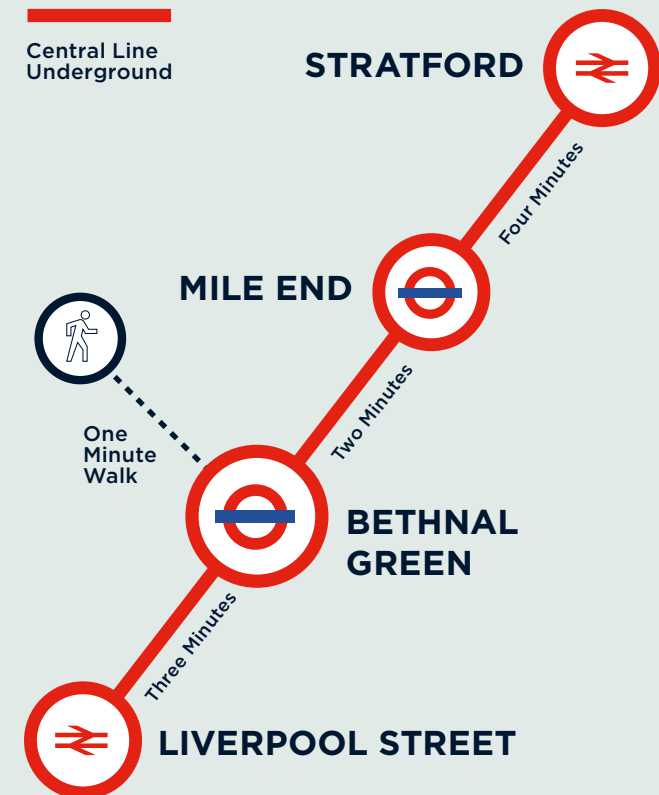 Central Line
Underground
STRATFORD
Four Minutes
MILE END
Two Minutes
One
Minute
Walk
BETHNAL
GREEN
Three Minutes
LIVERPOOL STREET